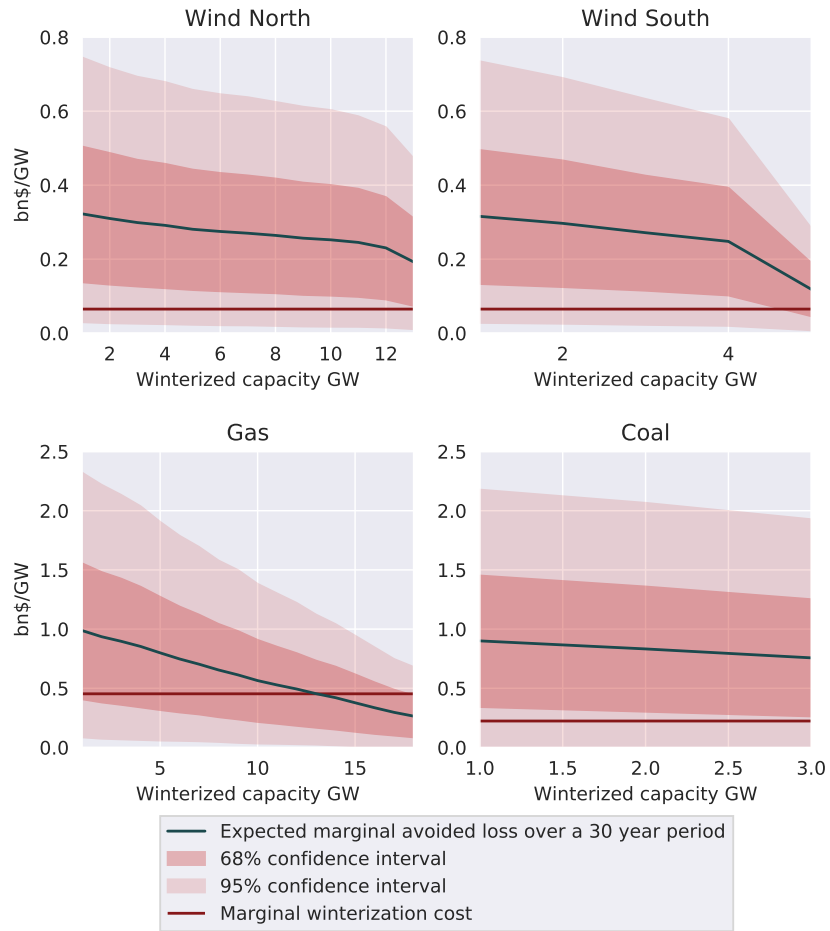 Wind North
Wind South
bn$/GW
0.8
0.6
0.4
0.2
0.0
2 4 6 8 10 12
Winterized capacity GW
0.8
0.6
0.4
0.2
0.0
2 4
Winterized capacity GW
Gas
Coal
bn$/GW
2.5
2.0
1.5
1.0
0.5
0.0
5 10 15
Winterized capacity GW
2.5
2.0
1.5
1.0
0.5
0.0
1.0 1.5 2.0 2.5 3.0
Winterized capacity GW
Expected marginal avoided loss over a 30 year period
68% confidence interval
95% confidence interval
Marginal winterization cost